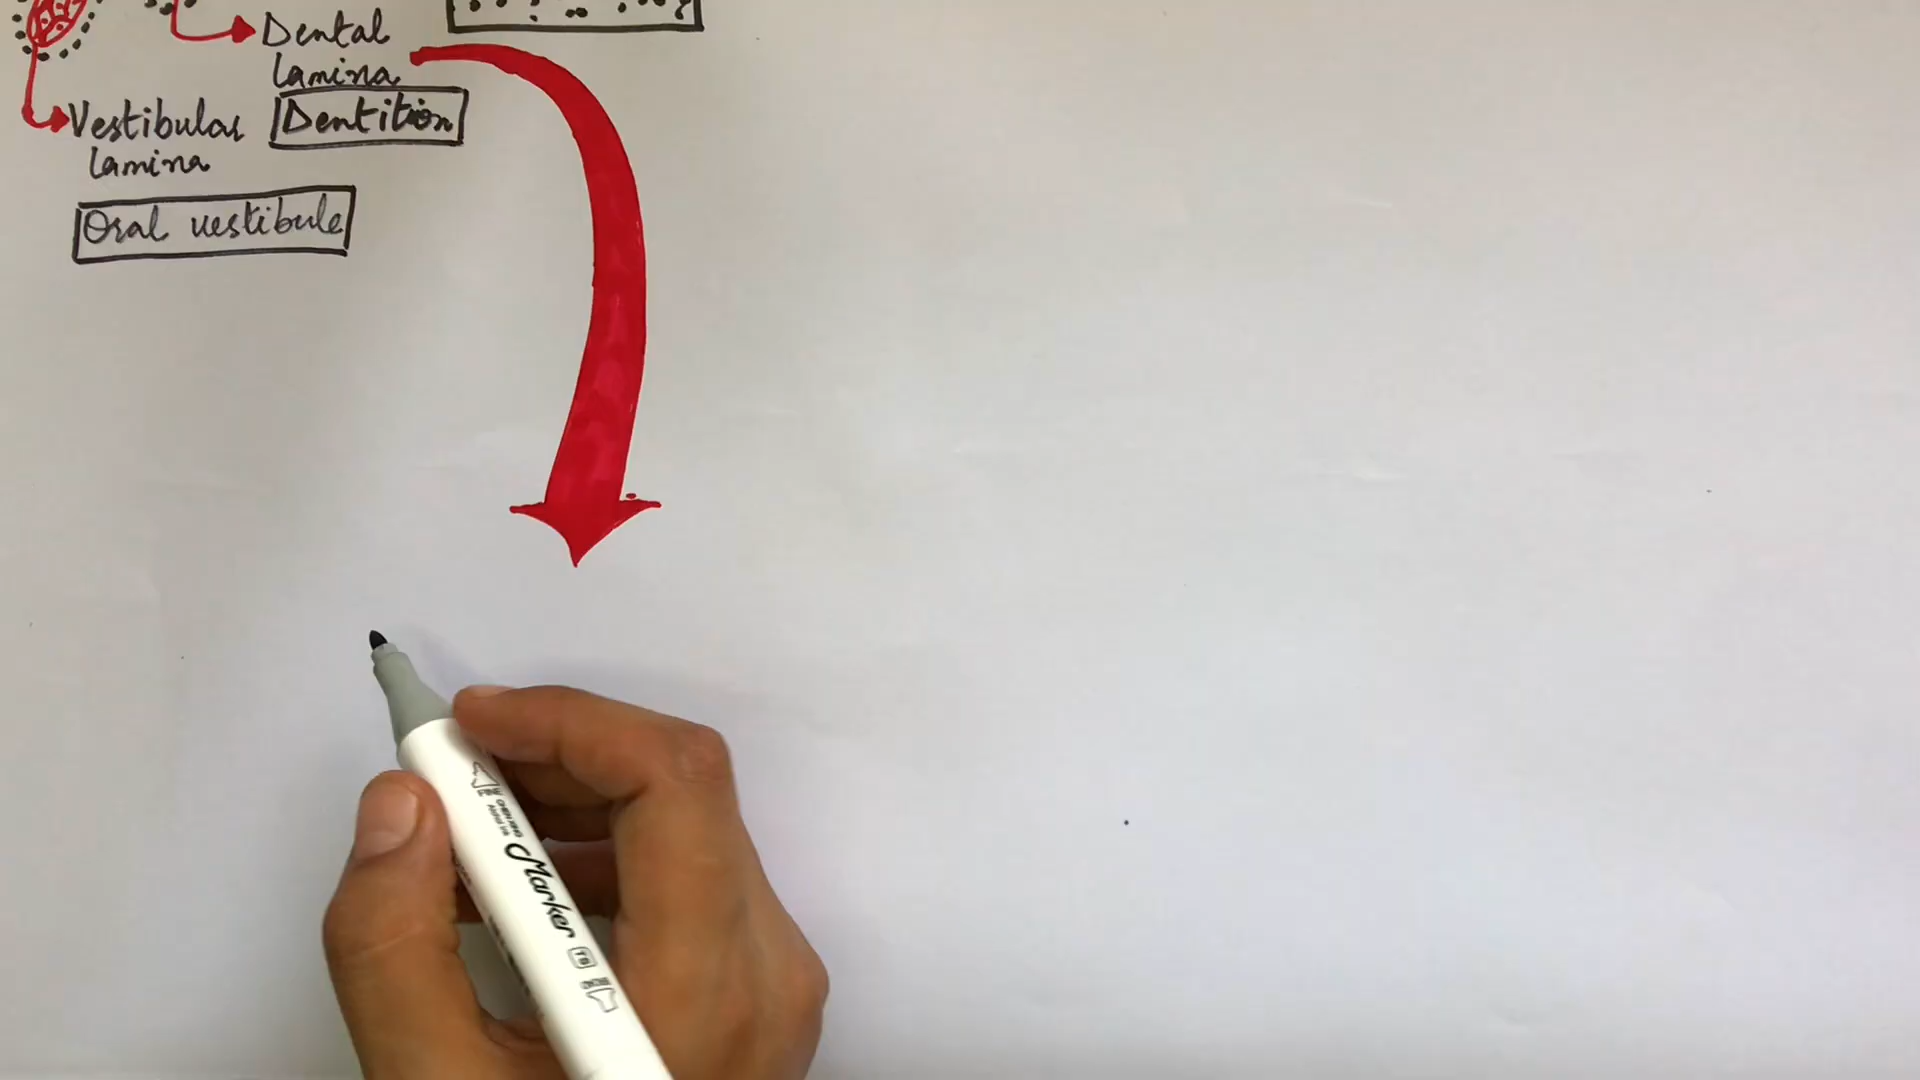 Dental
lamina
Dentition
Vestibular
lamina
Oral vestibule
Marker